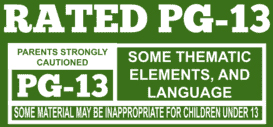 RATED PG-13
PARENTS STRONGLY
CAUTIONED
PG-13
SOME THEMATIC
ELEMENTS, AND
LANGUAGE
SOME MATERIAL MAY BE INAPPROPRIATE FOR CHILDREN UNDER 13